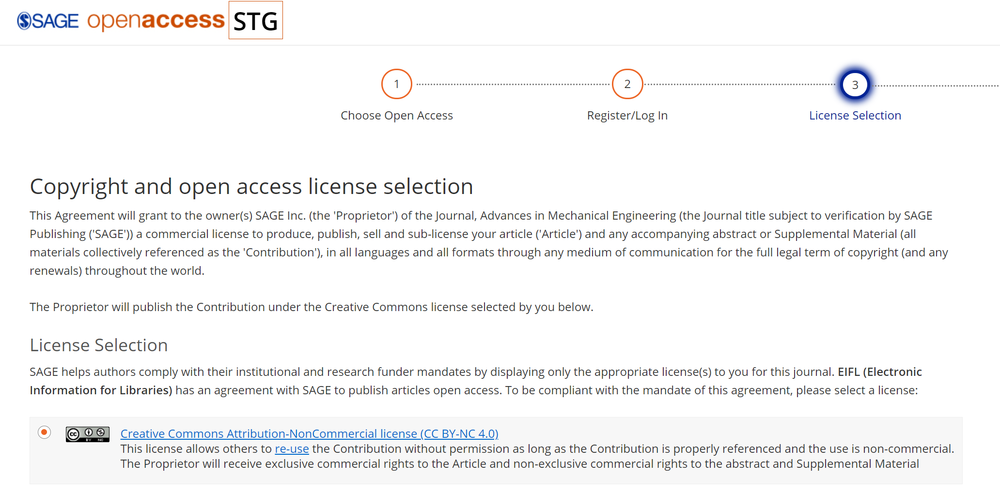 SAGE openaccess STG
1
2
3
Choose Open Access
Register/Log In
License Selection
Copyright and open access license selection
This Agreement will grant to the owner(s) SAGE Inc. (the 'Proprietor') of the Journal, Advances in Mechanical Engineering (the Journal title subject to verification by SAGE
Publishing ('SAGE')) a commercial license to produce, publish, sell and sub-license your article ('Article') and any accompanying abstract or Supplemental Material (all
materials collectively referenced as the 'Contribution'), in all languages and all formats through any medium of communication for the full legal term of copyright (and any
renewals) throughout the world.
The Proprietor will publish the Contribution under the Creative Commons license selected by you below.
License Selection
SAGE helps authors comply with their institutional and research funder mandates by displaying only the appropriate license(s) to you for this journal. EIFL (Electronic
Information for Libraries) has an agreement with SAGE to publish articles open access. To be compliant with the mandate of this agreement, please select a license:
cc BY NC
Creative Commons Attribution-NonCommercial license (CC BY-NC 4.0)
This license allows others to re-use the Contribution without permission as long as the Contribution is properly referenced and the use is non-commercial.
The Proprietor will receive exclusive commercial rights to the Article and non-exclusive commercial rights to the abstract and Supplemental Material